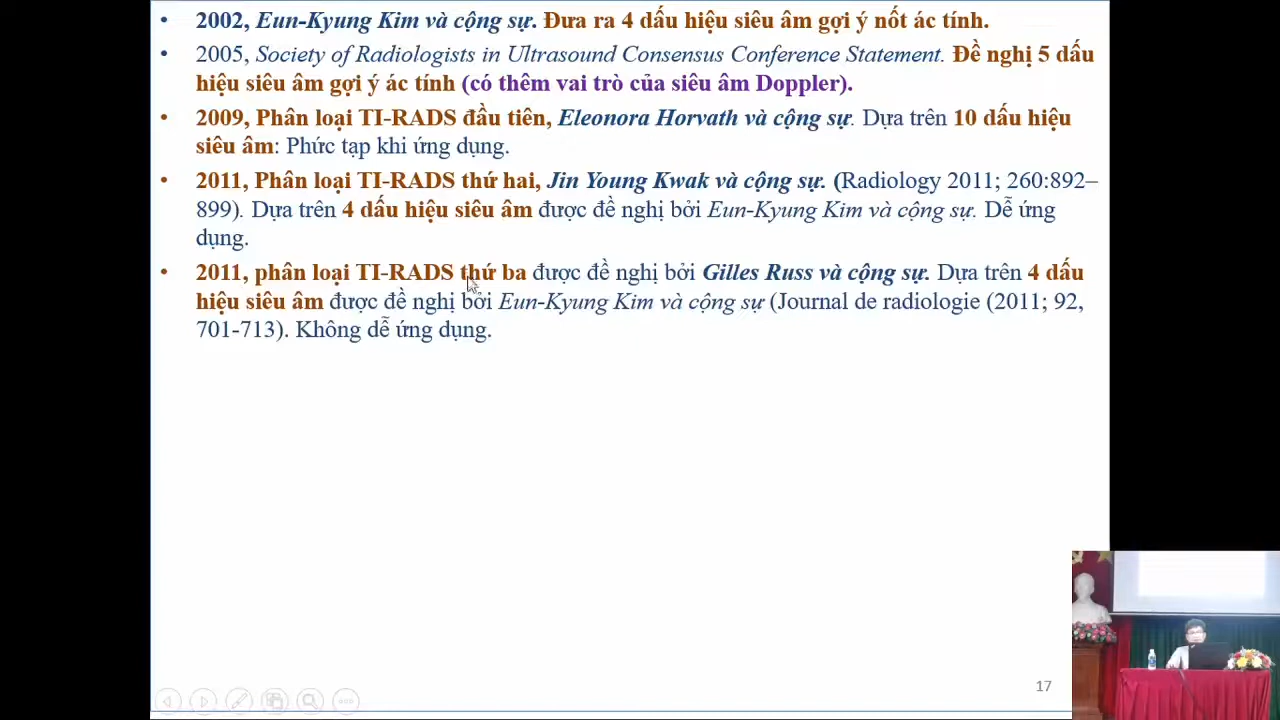 • 2002, Eun-Kyung Kim và cộng sự. Đưa ra 4 dấu hiệu siêu âm gợi ý nốt ác tính.
• 2005, Society of Radiologists in Ultrasound Consensus Conference Statement. Đề nghị 5 dấu
hiệu siêu âm gợi ý ác tính (có thêm vai trò của siêu âm Doppler).
• 2009, Phân loại TI-RADS đầu tiên, Eleonora Horvath và cộng sự. Dựa trên 10 dấu hiệu
siêu âm: Phức tạp khi ứng dụng.
• 2011, Phân loại TI-RADS thứ hai, Jin Young Kwak và cộng sự. (Radiology 2011; 260:892–
899). Dựa trên 4 dấu hiệu siêu âm được đề nghị bởi Eun-Kyung Kim và cộng sự. Dễ ứng
dụng.
• 2011, phân loại TI-RADS thứ ba được đề nghị bởi Gilles Russ và cộng sự. Dựa trên 4 dấu
hiệu siêu âm được đề nghị bởi Eun-Kyung Kim và cộng sự (Journal de radiologie (2011; 92,
701-713). Không dễ ứng dụng.
17